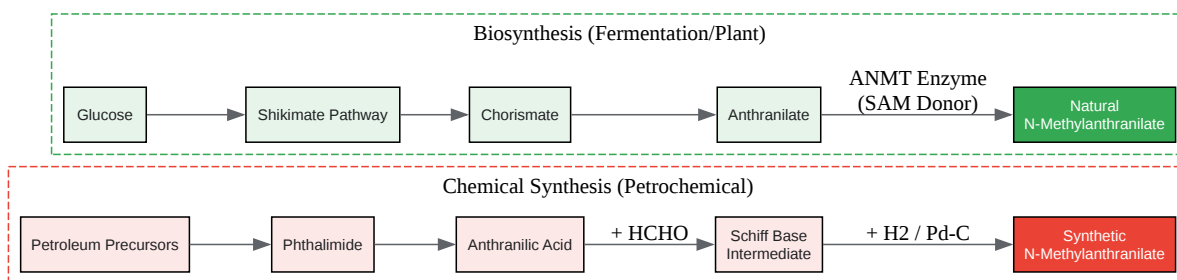 Biosynthesis (Fermentation/Plant)
Glucose
Shikimate Pathway
Chorismate
Anthranilate
ANMT Enzyme
(SAM Donor)
Natural
N-Methylanthranilate
Chemical Synthesis (Petrochemical)
Petroleum Precursors
Phthalimide
Anthranilic Acid
+ HCHO
Schiff Base
Intermediate
+ H2 / Pd-C
Synthetic
N-Methylanthranilate